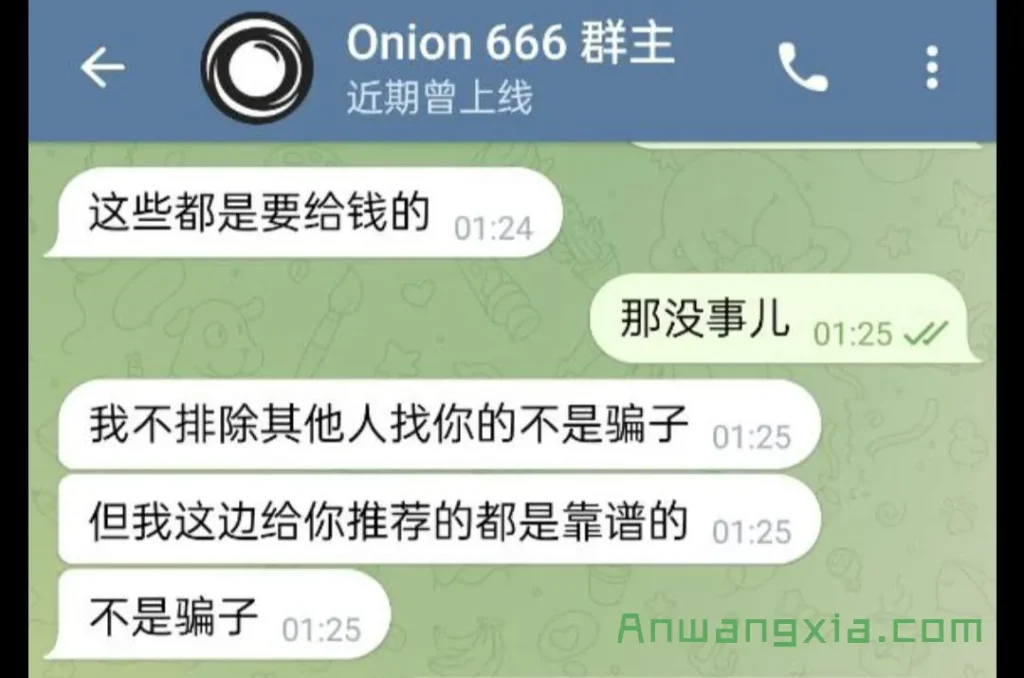 Onion 666 群主
近期曾上线
这些都是要给钱的 01:24
那没事儿 01:25
我不排除其他人找你的不是骗子 01:25
但我这边给你推荐的都是靠谱的 01:25
不是骗子 01:25
Anwangxia.com